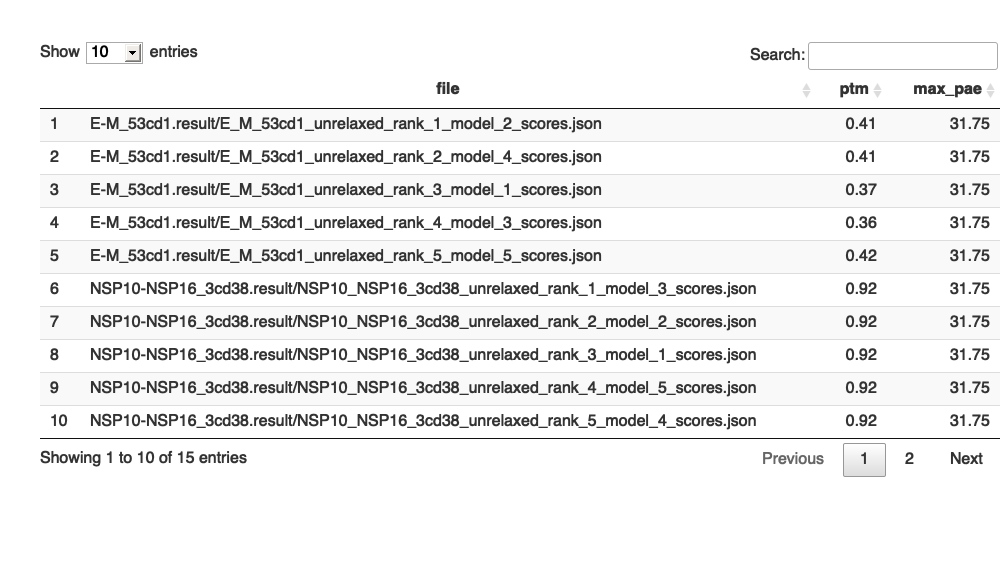 Show 10 entries
Search:
file ptm max_pae
1 E-M_53cd1.result/E_M_53cd1_unrelaxed_rank_1_model_2_scores.json 0.41 31.75
2 E-M_53cd1.result/E_M_53cd1_unrelaxed_rank_2_model_4_scores.json 0.41 31.75
3 E-M_53cd1.result/E_M_53cd1_unrelaxed_rank_3_model_1_scores.json 0.37 31.75
4 E-M_53cd1.result/E_M_53cd1_unrelaxed_rank_4_model_3_scores.json 0.36 31.75
5 E-M_53cd1.result/E_M_53cd1_unrelaxed_rank_5_model_5_scores.json 0.42 31.75
6 NSP10-NSP16_3cd38.result/NSP10_NSP16_3cd38_unrelaxed_rank_1_model_3_scores.json 0.92 31.75
7 NSP10-NSP16_3cd38.result/NSP10_NSP16_3cd38_unrelaxed_rank_2_model_2_scores.json 0.92 31.75
8 NSP10-NSP16_3cd38.result/NSP10_NSP16_3cd38_unrelaxed_rank_3_model_1_scores.json 0.92 31.75
9 NSP10-NSP16_3cd38.result/NSP10_NSP16_3cd38_unrelaxed_rank_4_model_5_scores.json 0.92 31.75
10 NSP10-NSP16_3cd38.result/NSP10_NSP16_3cd38_unrelaxed_rank_5_model_4_scores.json 0.92 31.75
Showing 1 to 10 of 15 entries
Previous 1 2 Next